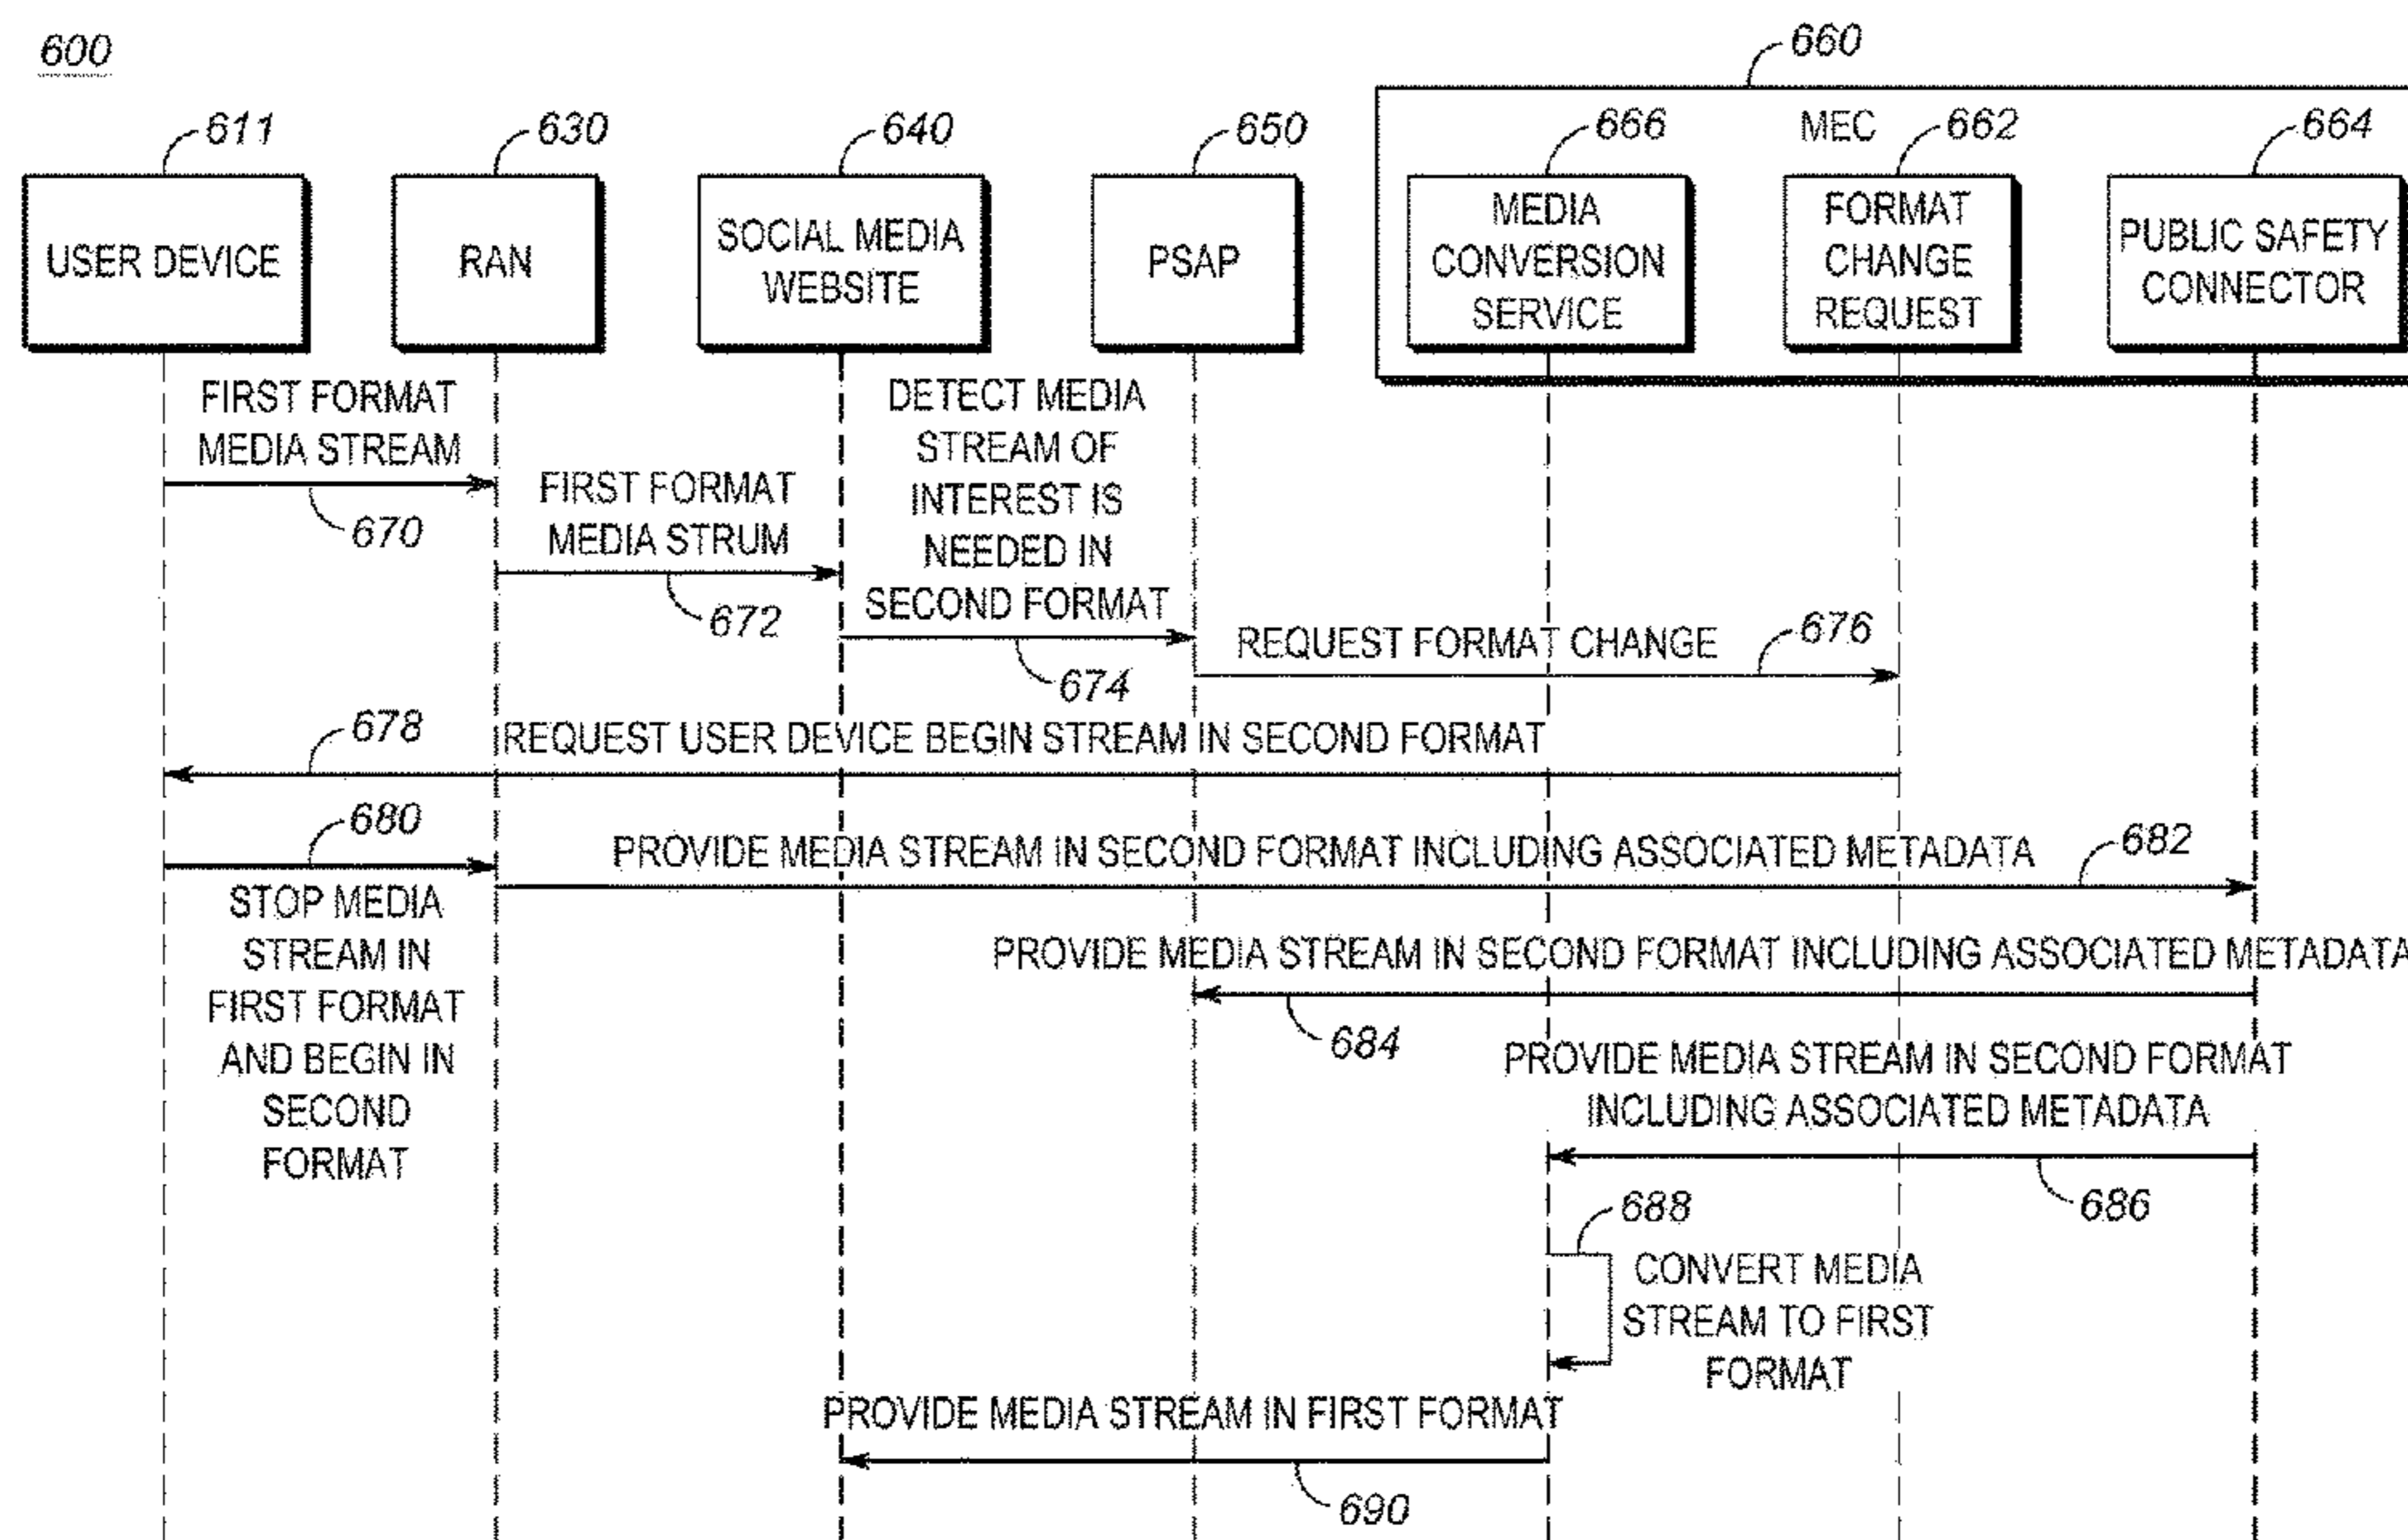 600
660
611
630
640
650
666
MEC
662
664
USER DEVICE
RAN
SOCIAL MEDIA
WEBSITE
PSAP
MEDIA
CONVERSION
SERVICE
FORMAT
CHANGE
REQUEST
PUBLIC SAFETY
CONNECTOR
FIRST FORMAT
MEDIA STREAM
670
FIRST FORMAT
MEDIA STRUM
672
DETECT MEDIA
STREAM OF
INTEREST IS
NEEDED IN
SECOND FORMAT
674
REQUEST FORMAT CHANGE
676
678
REQUEST USER DEVICE BEGIN STREAM IN SECOND FORMAT
680
STOP MEDIA
STREAM IN
FIRST FORMAT
AND BEGIN IN
SECOND
FORMAT
PROVIDE MEDIA STREAM IN SECOND FORMAT INCLUDING ASSOCIATED METADATA
682
PROVIDE MEDIA STREAM IN SECOND FORMAT INCLUDING ASSOCIATED METADATA
684
PROVIDE MEDIA STREAM IN SECOND FORMAT
INCLUDING ASSOCIATED METADATA
686
688
CONVERT MEDIA
STREAM TO FIRST
FORMAT
PROVIDE MEDIA STREAM IN FIRST FORMAT
690